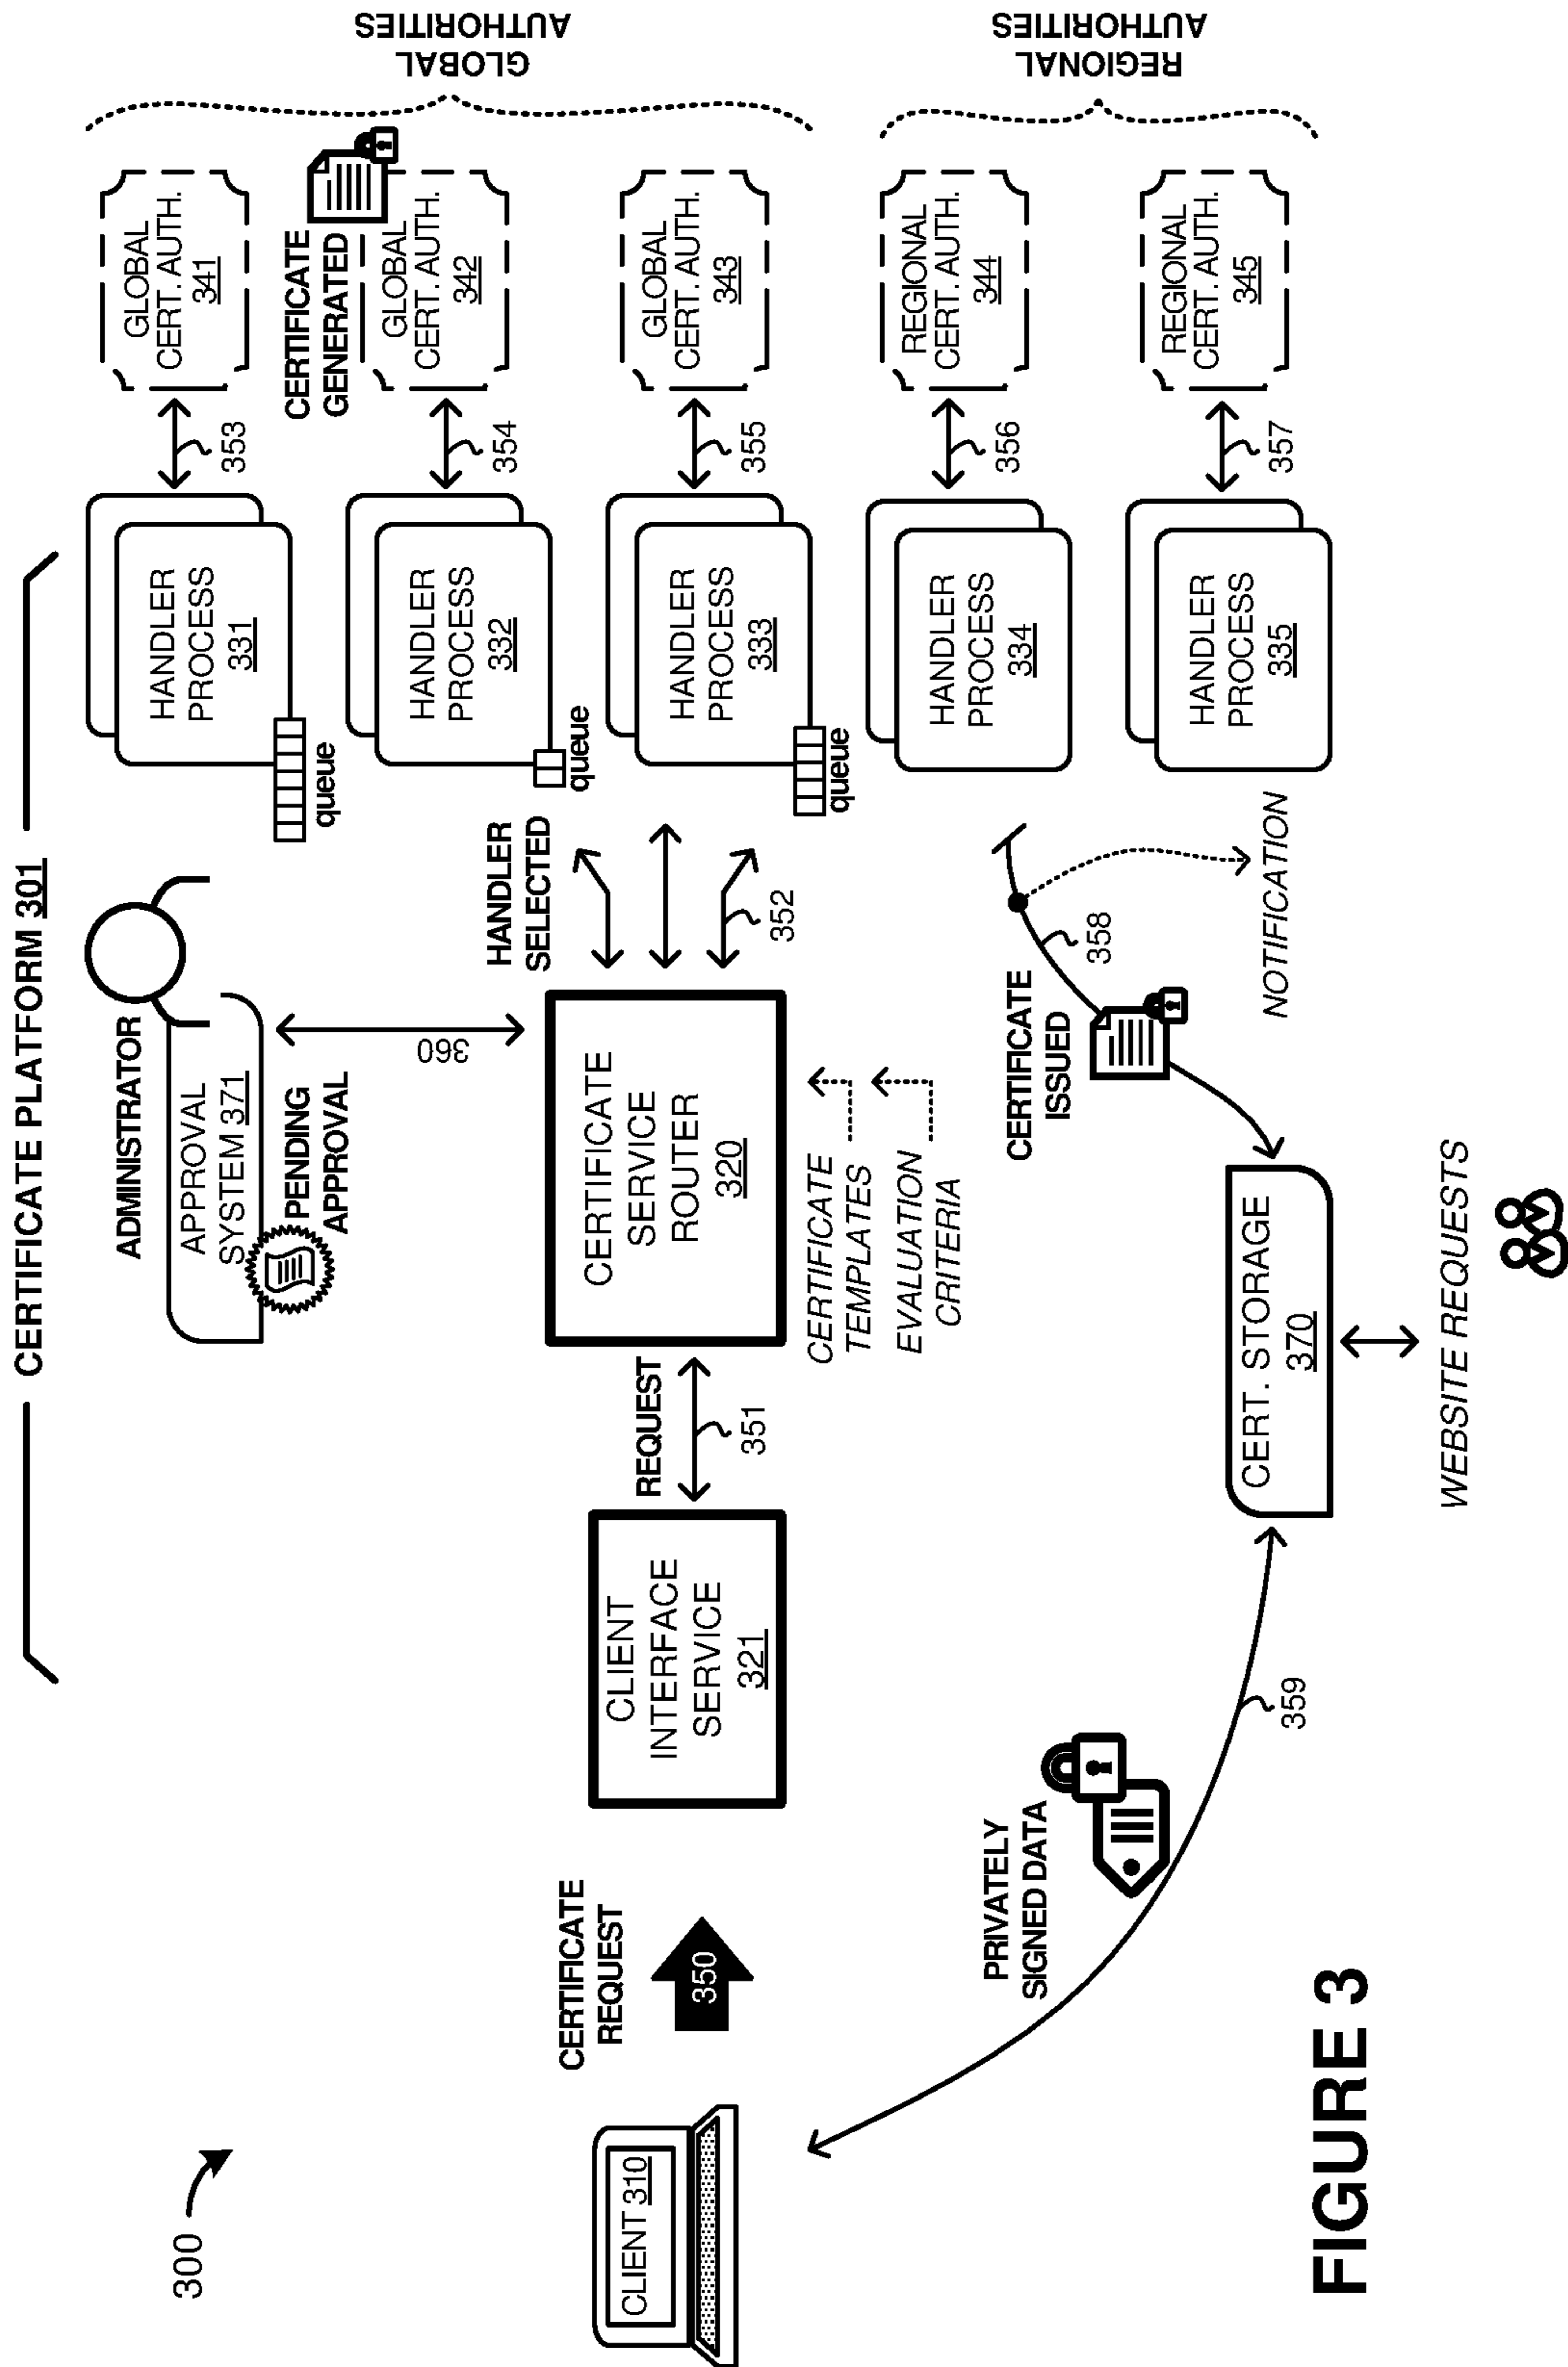 CERTIFICATE PLATFORM 301
300
ADMINISTRATOR
APPROVAL
SYSTEM 371
PENDING
APPROVAL
360
CLIENT 310
CERTIFICATE
REQUEST
350
CLIENT
INTERFACE
SERVICE
321
REQUEST
351
CERTIFICATE
SERVICE
ROUTER
320
CERTIFICATE
TEMPLATES
EVALUATION
CRITERIA
HANDLER
SELECTED
352
HANDLER
PROCESS
331
queue
HANDLER
PROCESS
332
queue
HANDLER
PROCESS
333
queue
HANDLER
PROCESS
334
HANDLER
PROCESS
335
353
354
355
356
357
GLOBAL
CERT. AUTH.
341
CERTIFICATE
GENERATED
GLOBAL
CERT. AUTH.
342
GLOBAL
CERT. AUTH.
343
REGIONAL
CERT. AUTH.
344
REGIONAL
CERT. AUTH.
345
GLOBAL
AUTHORITIES
REGIONAL
AUTHORITIES
PRIVATELY
SIGNED DATA
359
CERTIFICATE
ISSUED
358
NOTIFICATION
CERT. STORAGE
370
WEBSITE REQUESTS
FIGURE 3